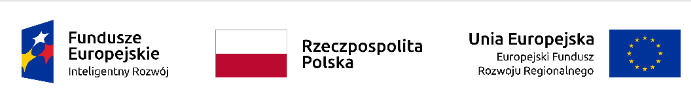 Fundusze
Europejskie
Inteligentny Rozwój
Rzeczpospolita
Polska
Unia Europejska
Europejski Fundusz
Rozwoju Regionalnego